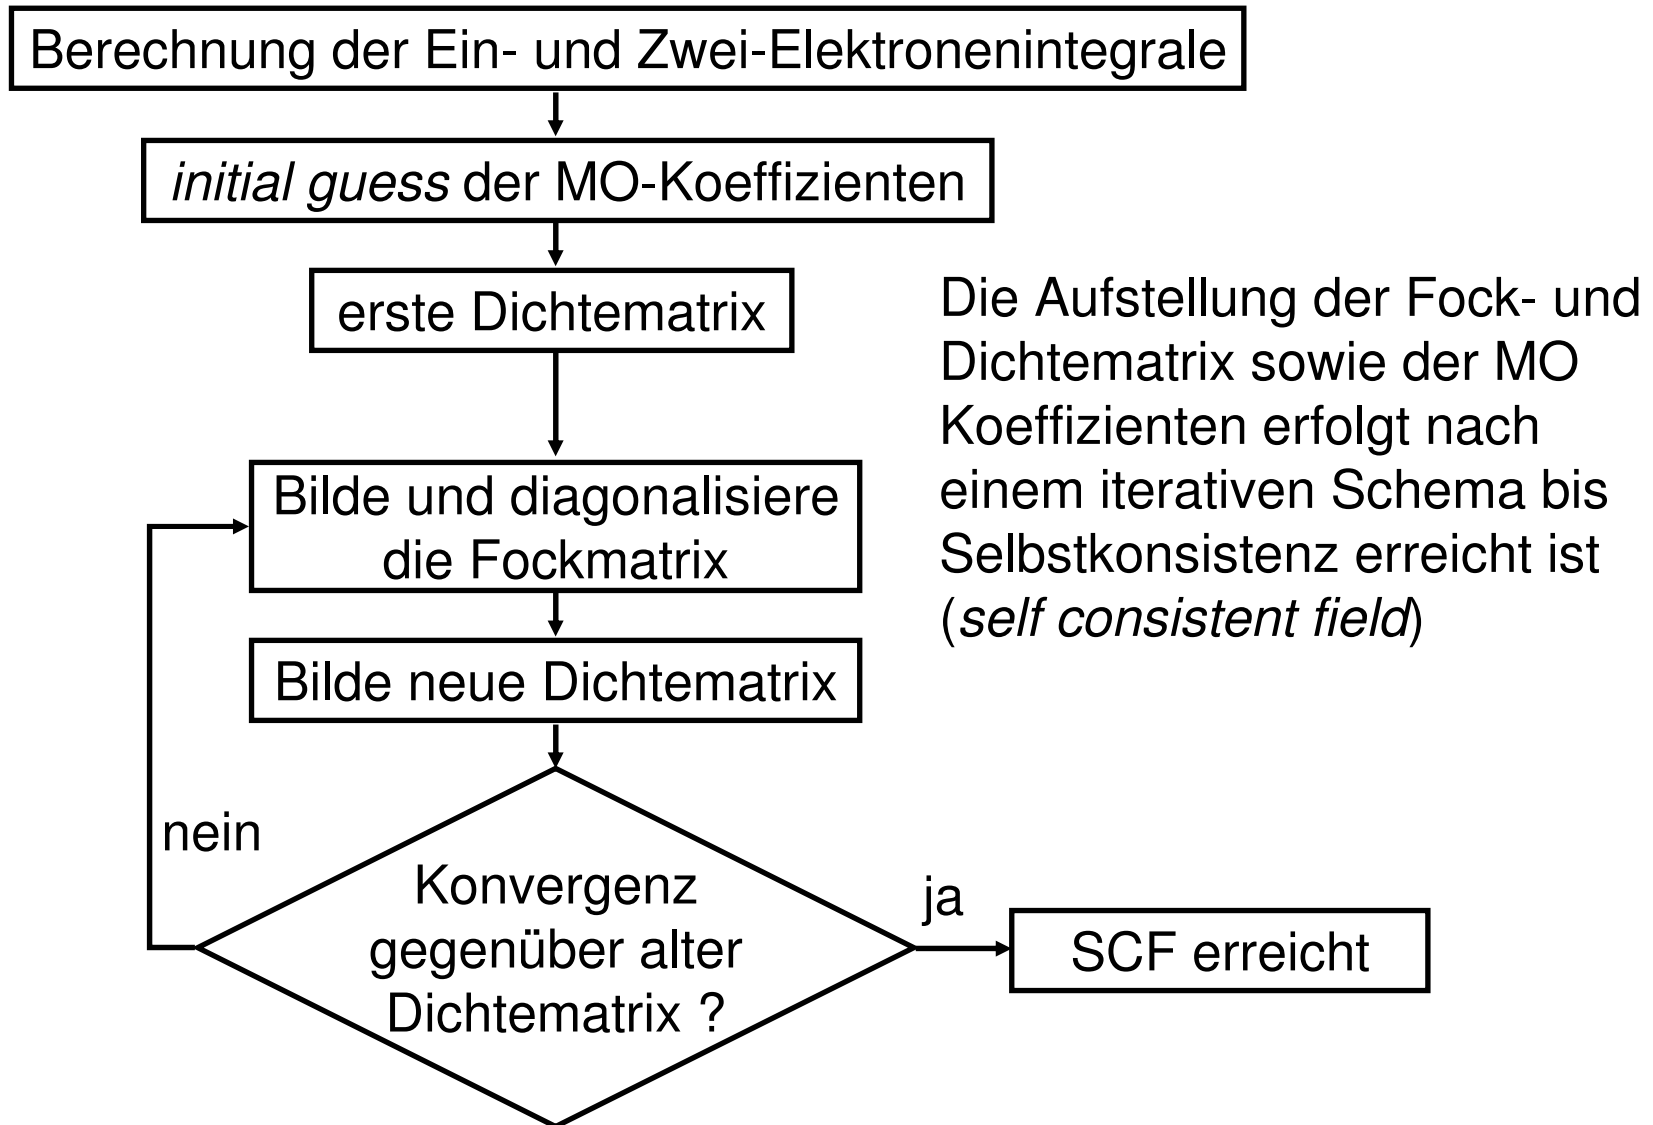 Berechnung der Ein- und Zwei-Elektronenintegrale
initial guess der MO-Koeffizienten
erste Dichtematrix
Die Aufstellung der Fock- und
Dichtematrix sowie der MO
Koeffizienten erfolgt nach
einem iterativen Schema bis
Selbstkonsistenz erreicht ist
(self consistent field)
Bilde und diagonalisiere
die Fockmatrix
Bilde neue Dichtematrix
nein
Konvergenz
gegenüber alter
Dichtematrix ?
ja
SCF erreicht